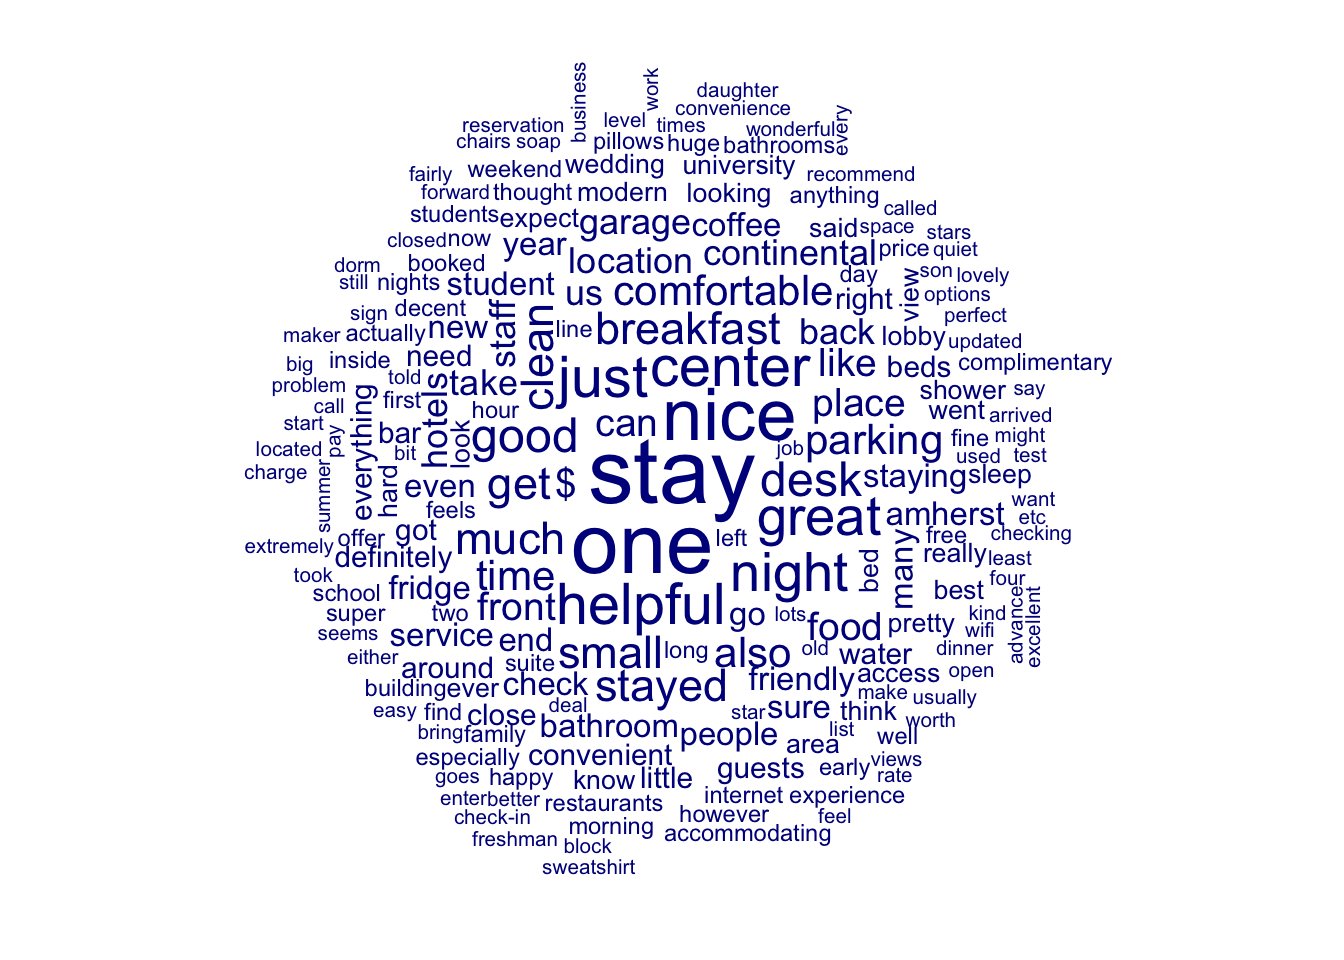 business
work
daughter
convenience
reservation
level
times
wonderful
every
chairs
soap
pillows
huge
bathrooms
fairly
weekend
wedding
university
recommend
forward
thought
modern
looking
anything
students
expect
garage
coffee
said
space
called
stars
closed
now
year
location
continental
price
quiet
dorm
booked
day
view
son
lovely
still
nights
student
us
comfortable
right
options
sign
decent
staff
clean
perfect
maker
actually
new
line
breakfast
back
lobby
updated
big
inside
need
just
center
like
beds
complimentary
problem
told
take
shower
say
call
first
hotels
hour
can
nice
place
went
arrived
start
pay
everything
bar
look
good
job
parking
fine
might
located
bit
used
test
charge
summer
hard
even
get
$
stay
desk
staying
sleep
feels
great
amherst
want
etc
extremely
offer
got
much
one
left
many
free
checking
definitely
really
least
took
time
night
bed
school
fridge
best
four
super
two
front
helpful
go
lots
food
pretty
kind
wifi
advance
excellent
seems
service
end
small
long
also
old
water
dinner
either
around
suite
friendly
access
open
building
ever
check
stayed
make
usually
easy
find
close
deal
star
sure
think
worth
bring
family
bathroom
people
area
list
well
especially
convenient
guests
early
views
goes
happy
know
little
rate
enter
better
restaurants
internet
experience
check-in
morning
however
feel
freshman
block
accommodating
sweatshirt